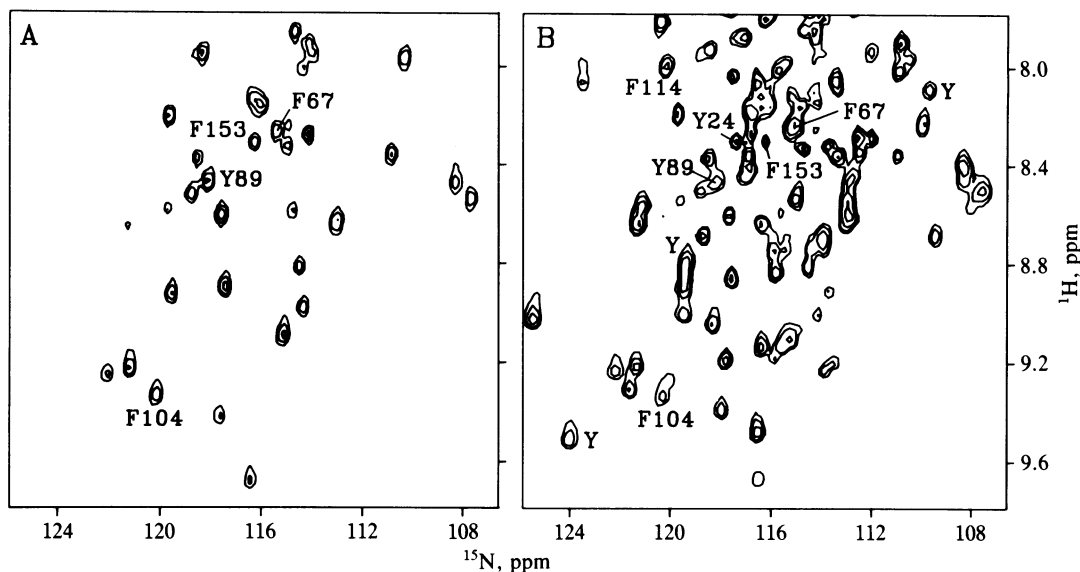 A
F67
F153
Y89
F104
120
116
112
108
B
F114
Y
Y24
F67
Y89
F153
Y
F104
Y
8.0
8.4
8.8
9.2
9.6
¹H, ppm
124
120
116
112
108
¹⁵N, ppm